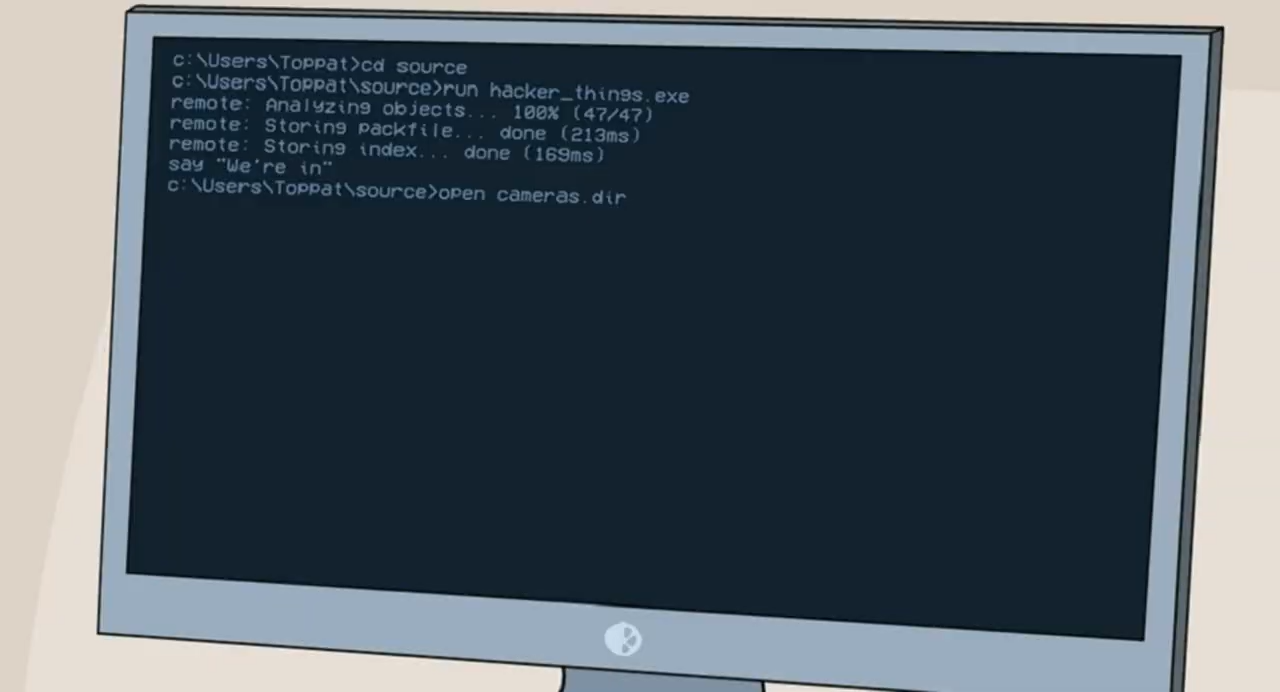 c:\Users\Toppat>cd source
c:\Users\Toppat\source>run hacker_things.exe
remote: Analyzing objects... 100% (47/47)
remote: Storing packfile... done (213ms)
remote: Storing index... done (169ms)
say "We're in"
c:\Users\Toppat\source>open cameras.dir